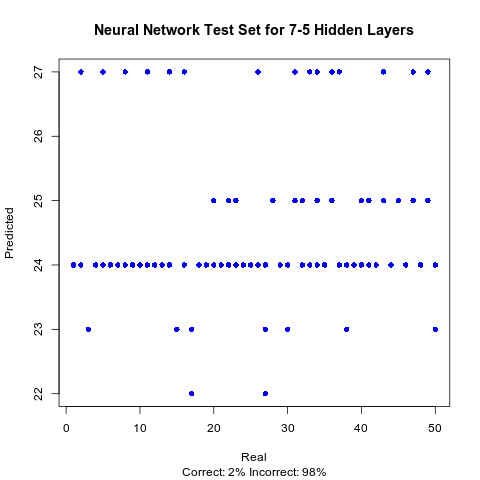 Neural Network Test Set for 7-5 Hidden Layers
27
26
25
24
23
22
Predicted
0 10 20 30 40 50
Real
Correct: 2% Incorrect: 98%